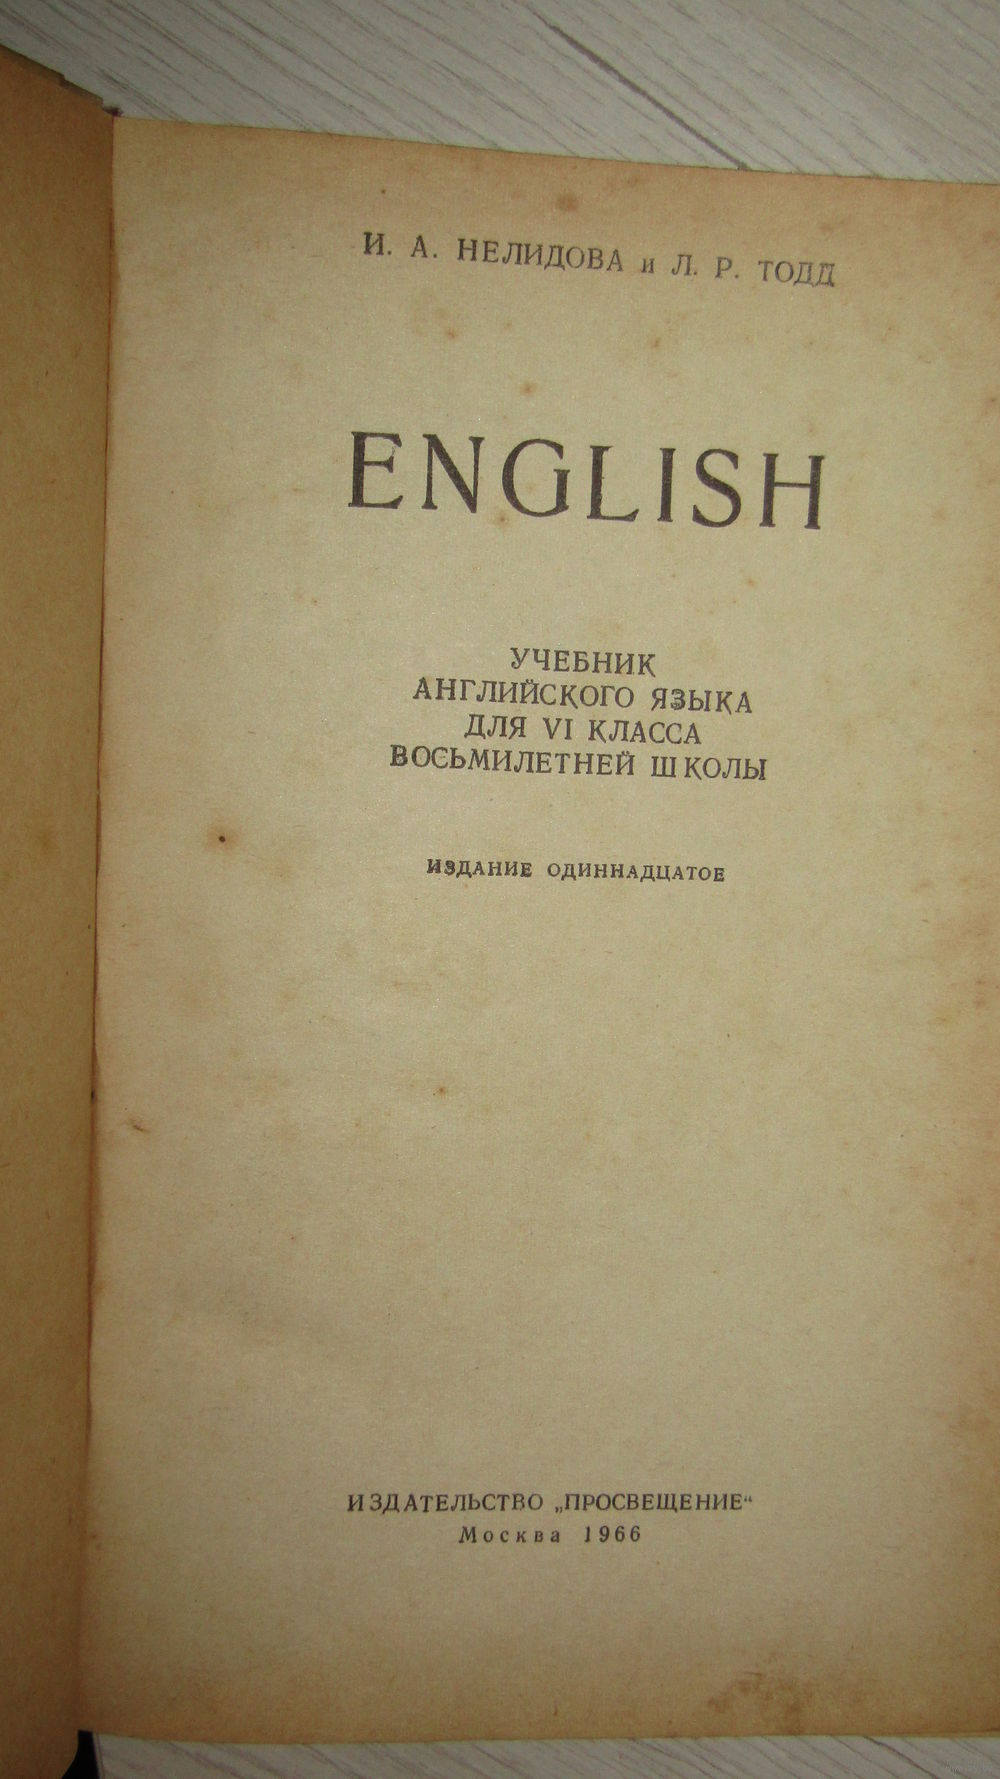 И. А. НЕЛИДОВА и Л. Р. ТОДД
ENGLISH
УЧЕБНИК
АНГЛИЙСКОГО ЯЗЫКА
ДЛЯ VI КЛАССА
ВОСЬМИЛЕТНЕЙ ШКОЛЫ
ИЗДАНИЕ ОДИННАДЦАТОЕ
ИЗДАТЕЛЬСТВО „ПРОСВЕЩЕНИЕ“
Москва 1966